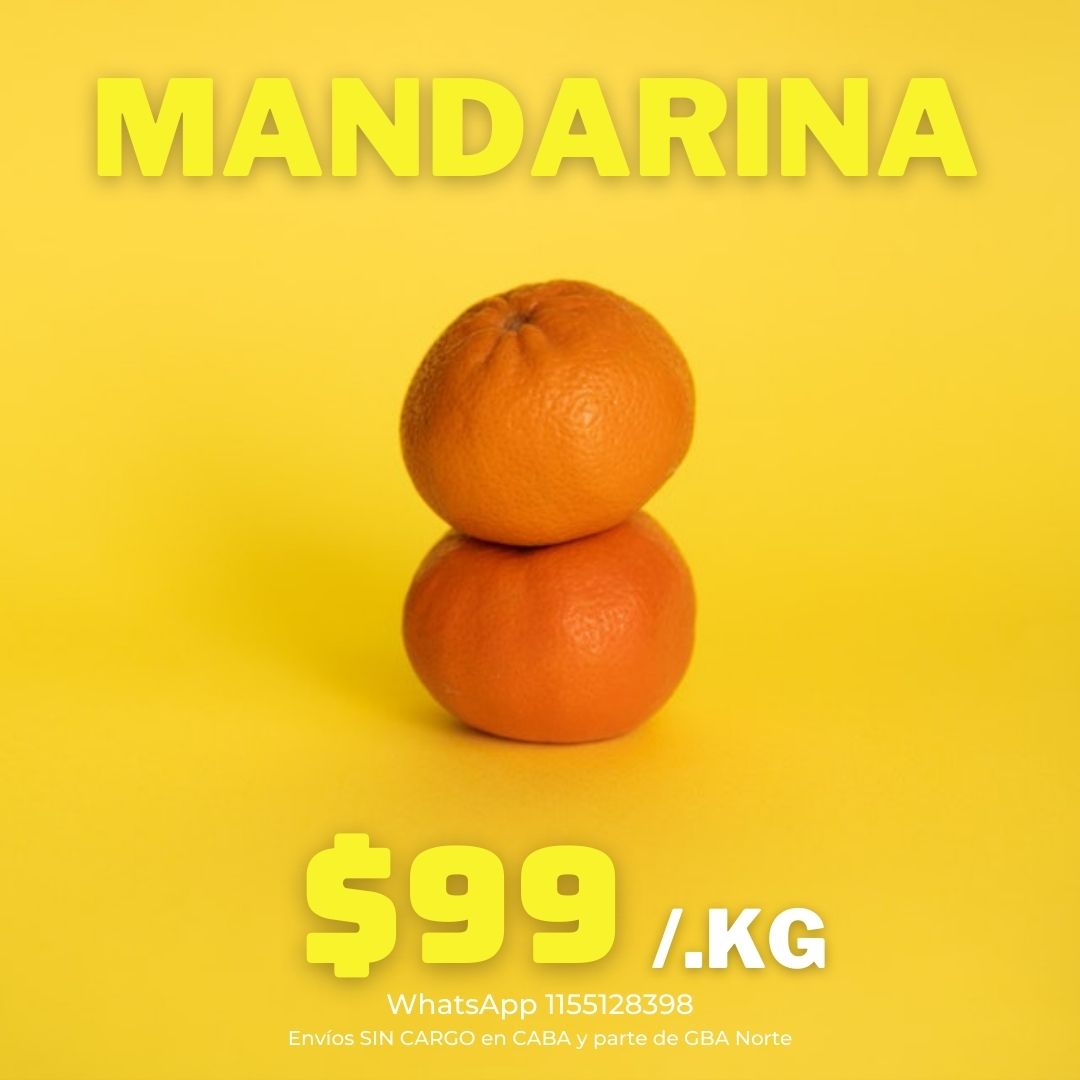 MANDARINA
$99 /.KG
WhatsApp 1155128398
Envíos SIN CARGO en CABA y parte de GBA Norte